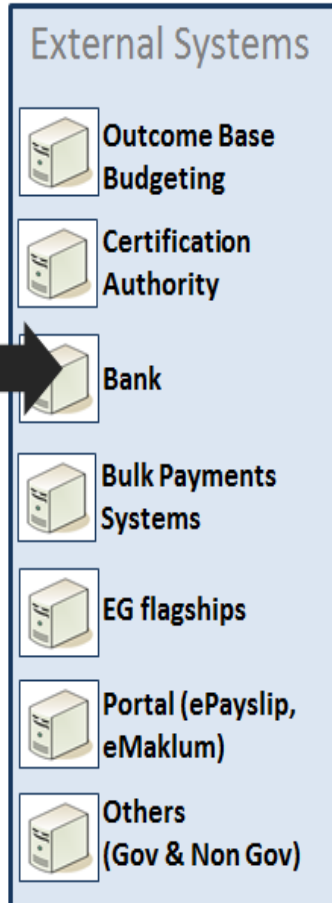 External Systems
Outcome Base
Budgeting
Certification
Authority
Bank
Bulk Payments
Systems
EG flagships
Portal (ePayslip,
eMaklum)
Others
(Gov & Non Gov)